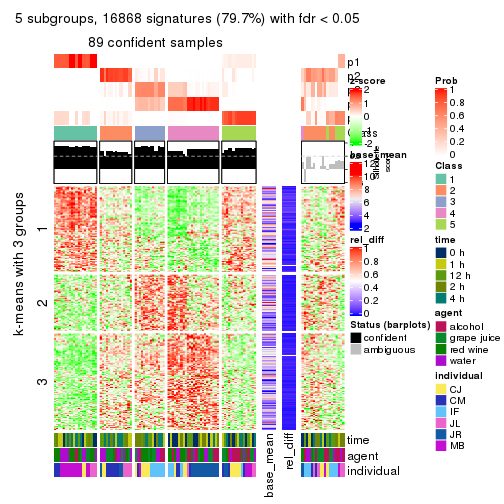 5 subgroups, 16868 signatures (79.7%) with fdr < 0.05
89 confident samples
p1
p2
k-means with 3 groups
1
2
3
z-score
2
1
0
-1
-2
base_mean
12
10
8
6
4
2
rel_diff
1
0.8
0.6
0.4
0.2
0
Status (barplots)
confident
ambiguous
Prob
1
0.8
0.6
0.4
0.2
0
Class
1
2
3
4
5
time
0 h
1 h
12 h
2 h
4 h
agent
alcohol
grape juice
red wine
water
individual
CJ
CM
IF
JL
JR
MB
time
agent
individual
base_mean
rel_diff